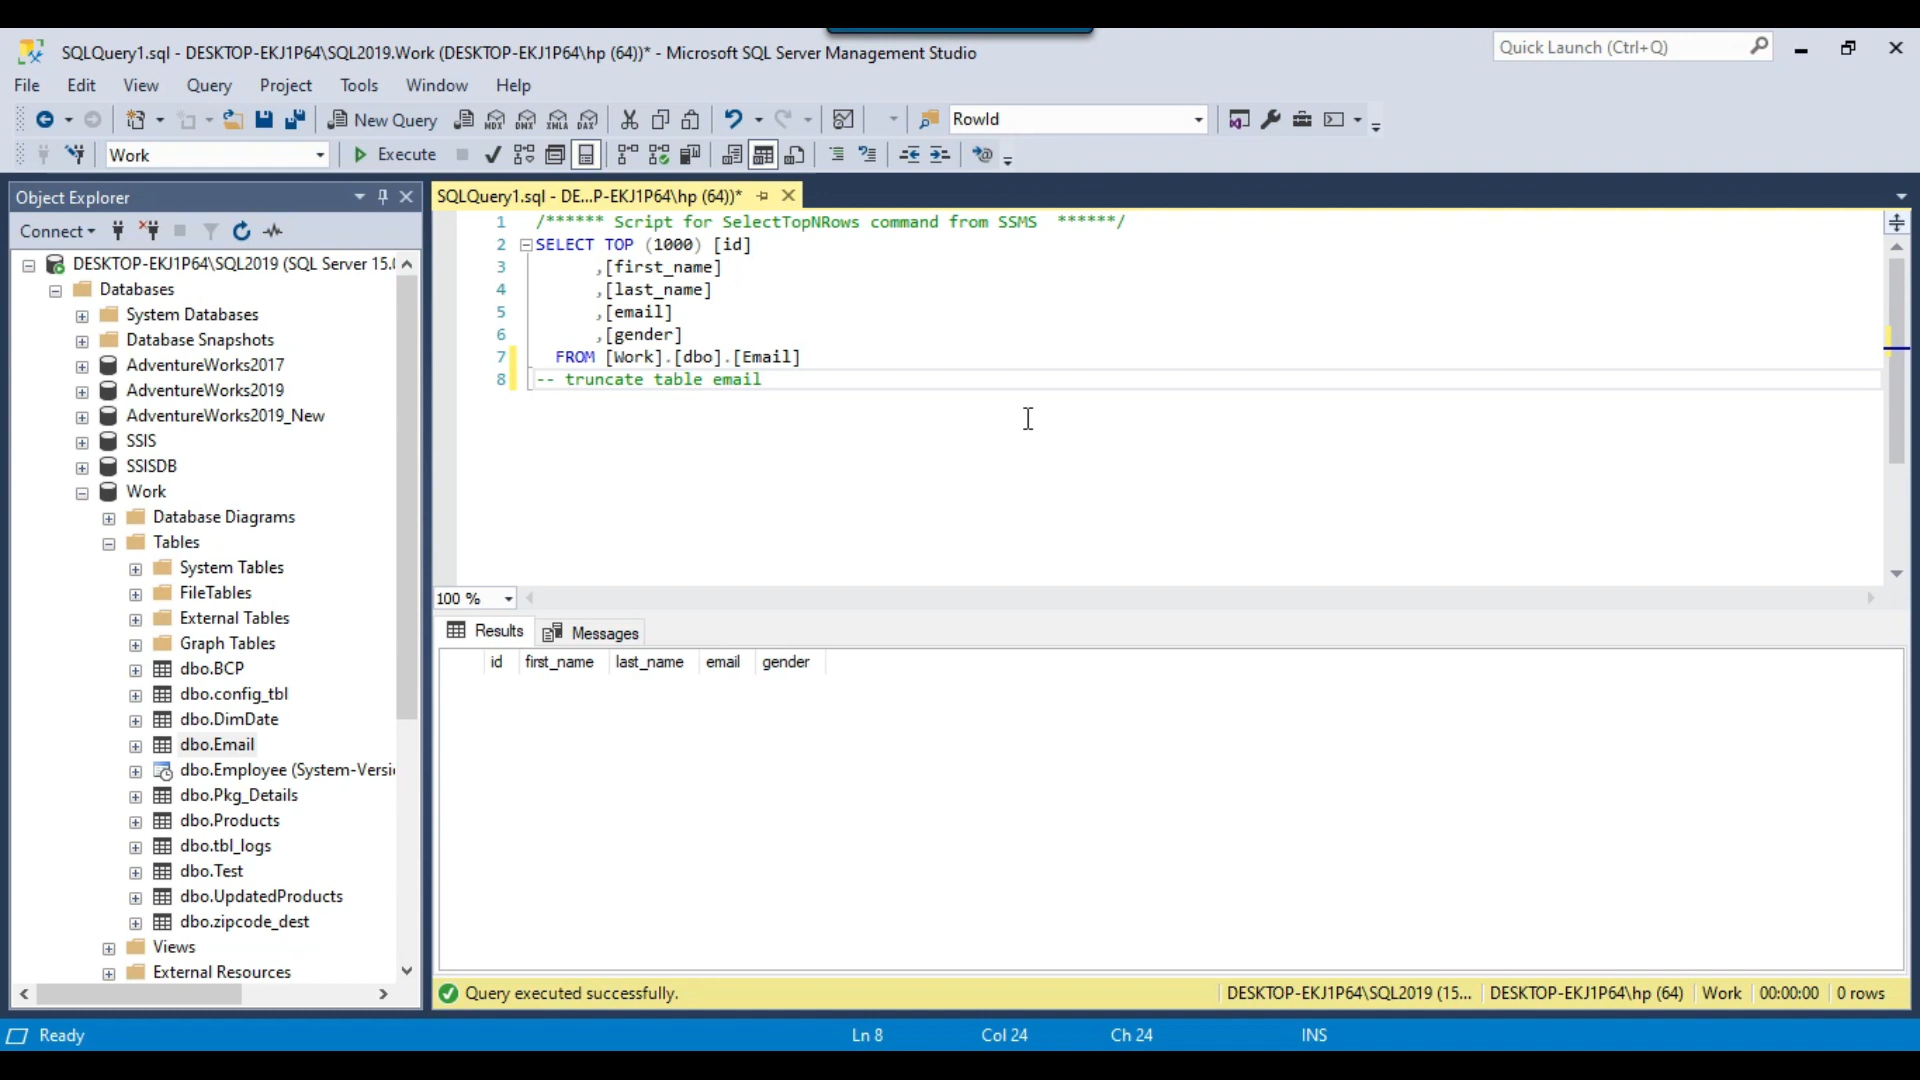 SQLQuery1.sql - DESKTOP-EKJ1P64\SQL2019.Work (DESKTOP-EKJ1P64\hp (64))* - Microsoft SQL Server Management Studio
Quick Launch (Ctrl+Q)
File Edit View Query Project Tools Window Help
New Query MDX DMX XMLA DAX RowId
Work Execute
Object Explorer
Connect
DESKTOP-EKJ1P64\SQL2019 (SQL Server 15.
Databases
System Databases
Database Snapshots
AdventureWorks2017
AdventureWorks2019
AdventureWorks2019_New
SSIS
SSISDB
Work
Database Diagrams
Tables
System Tables
FileTables
External Tables
Graph Tables
dbo.BCP
dbo.config_tbl
dbo.DimDate
dbo.Email
dbo.Employee (System-Versi
dbo.Pkg_Details
dbo.Products
dbo.tbl_logs
dbo.Test
dbo.UpdatedProducts
dbo.zipcode_dest
Views
External Resources
SQLQuery1.sql - DE...P-EKJ1P64\hp (64))*
1 /****** Script for SelectTopNRows command from SSMS ******/
2 SELECT TOP (1000) [id]
3 ,[first_name]
4 ,[last_name]
5 ,[email]
6 ,[gender]
7 FROM [Work].[dbo].[Email]
8 -- truncate table email
100 %
Results Messages
id first_name last_name email gender
Query executed successfully. DESKTOP-EKJ1P64\SQL2019 (15... DESKTOP-EKJ1P64\hp (64) Work 00:00:00 0 rows
Ready Ln 8 Col 24 Ch 24 INS